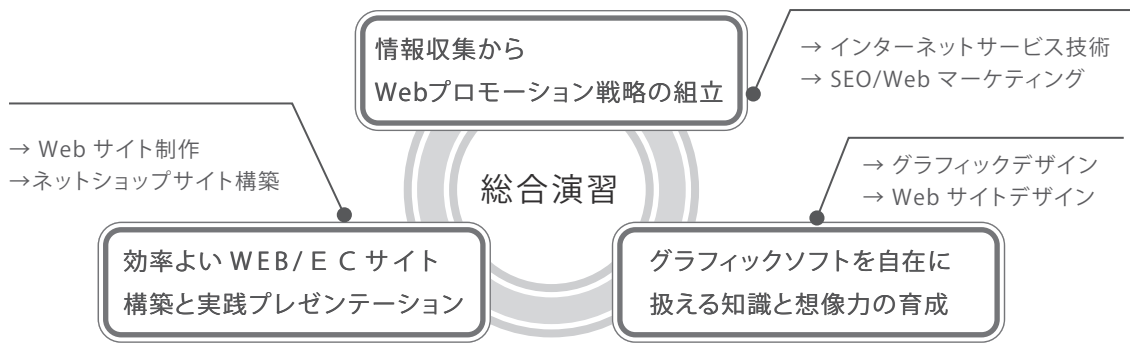 情報収集から
Webプロモーション戦略の組立
→ インターネットサービス技術
→ SEO/Web マーケティング
→ Web サイト制作
→ネットショップサイト構築
総合演習
→ グラフィックデザイン
→ Web サイトデザイン
効率よい WEB/ＥＣサイト
構築と実践プレゼンテーション
グラフィックソフトを自在に
扱える知識と想像力の育成